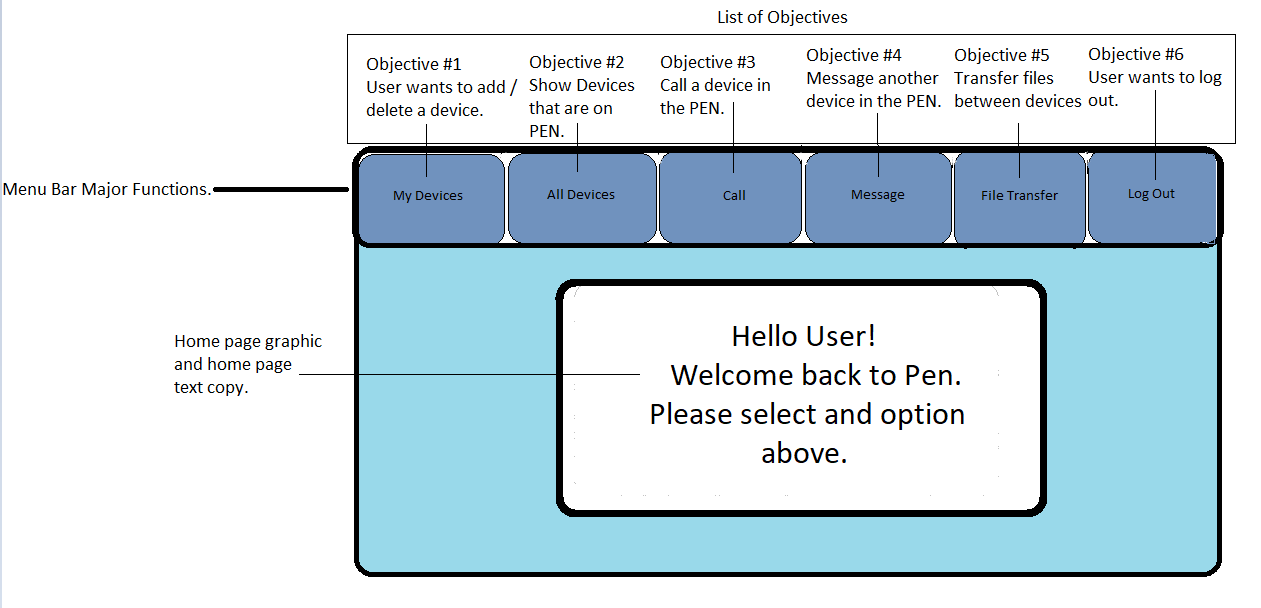 List of Objectives
Objective #1
User wants to add /
delete a device.
Objective #2
Show Devices
that are on
PEN.
Objective #3
Call a device in
the PEN.
Objective #4
Message another
device in the PEN.
Objective #5
Transfer files
between devices
Objective #6
User wants to log
out.
Menu Bar Major Functions.
My Devices
All Devices
Call
Message
File Transfer
Log Out
Home page graphic
and home page
text copy.
Hello User!
Welcome back to Pen.
Please select and option
above.